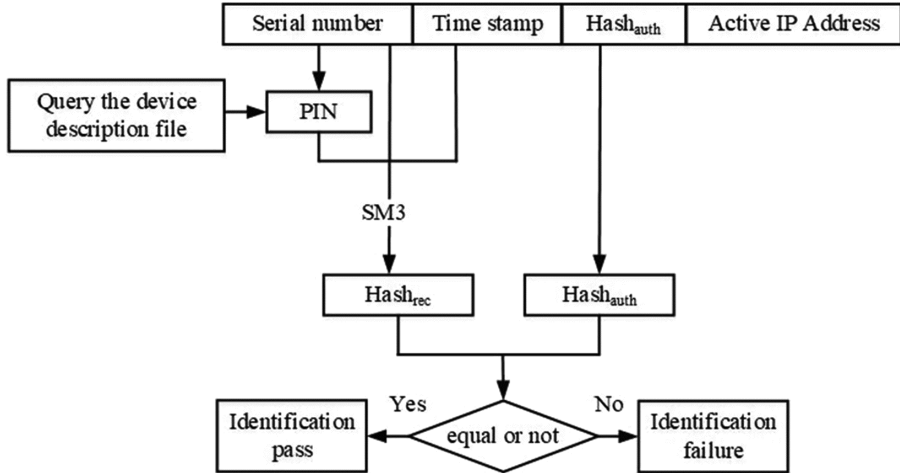 Serial number Time stamp Hashauth Active IP Address
Query the device
description file
PIN
SM3
Hashrec Hashauth
Yes No
Identification
pass
equal or not
Identification
failure